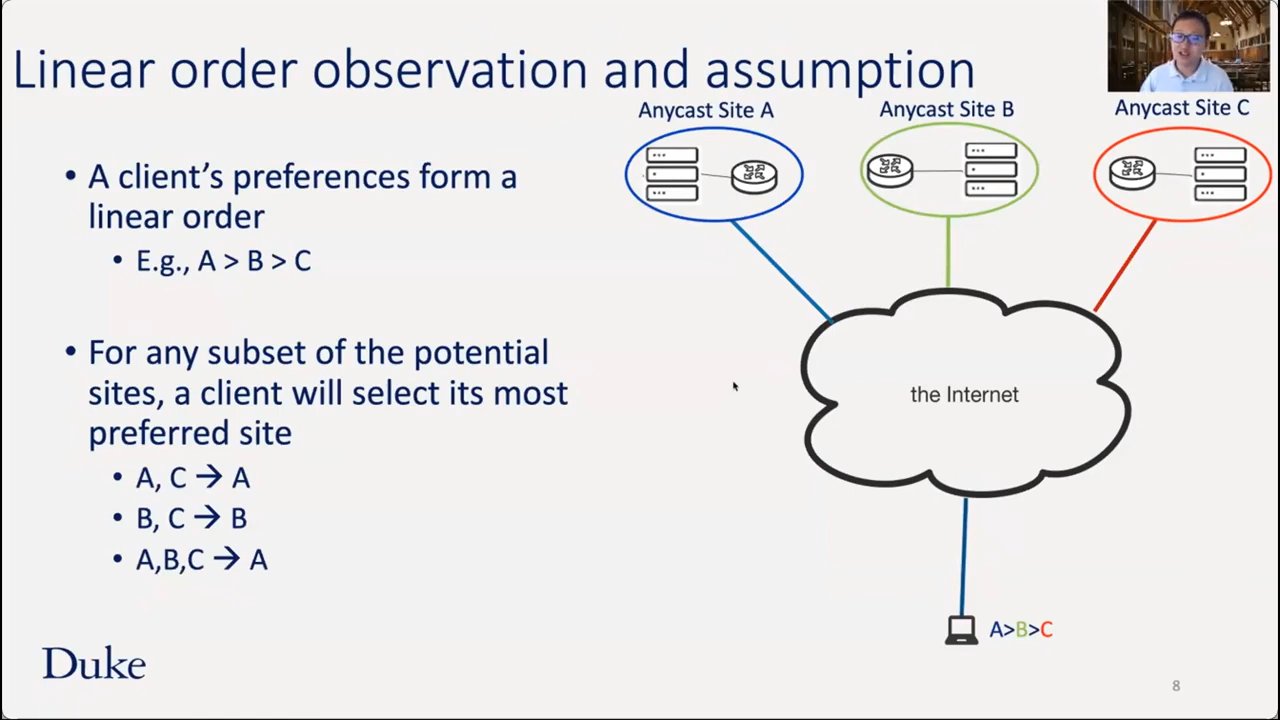 Linear order observation and assumption
Anycast Site A
Anycast Site B
Anycast Site C
• A client's preferences form a
linear order
• E.g., A > B > C
• For any subset of the potential
sites, a client will select its most
preferred site
• A, C → A
• B, C → B
• A,B,C → A
the Internet
A>B>C
Duke
8